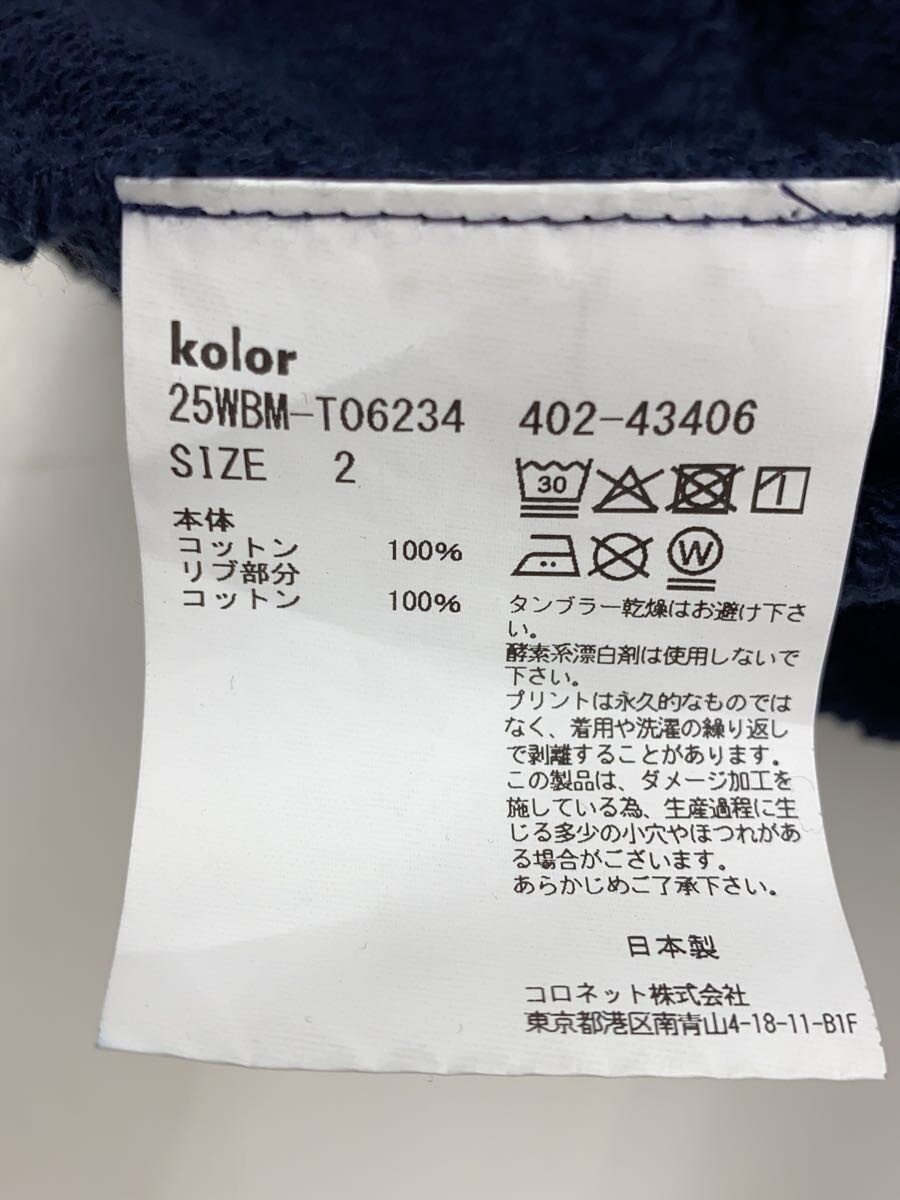 kolor
25WBM-T06234 402-43406
SIZE 2
本体
コットン 100%
リブ部分
コットン 100%
30
W
タンブラー乾燥はお避け下さ
い。
酵素系漂白剤は使用しないで
下さい。
プリントは永久的なものでは
なく、着用や洗濯の繰り返し
で剥離することがあります。
この製品は、ダメージ加工を
施している為、生産過程に生
じる多少の小穴やほつれがあ
る場合がございます。
あらかじめご了承下さい。
日本製
コロネット株式会社
東京都港区南青山4-18-11-B1F